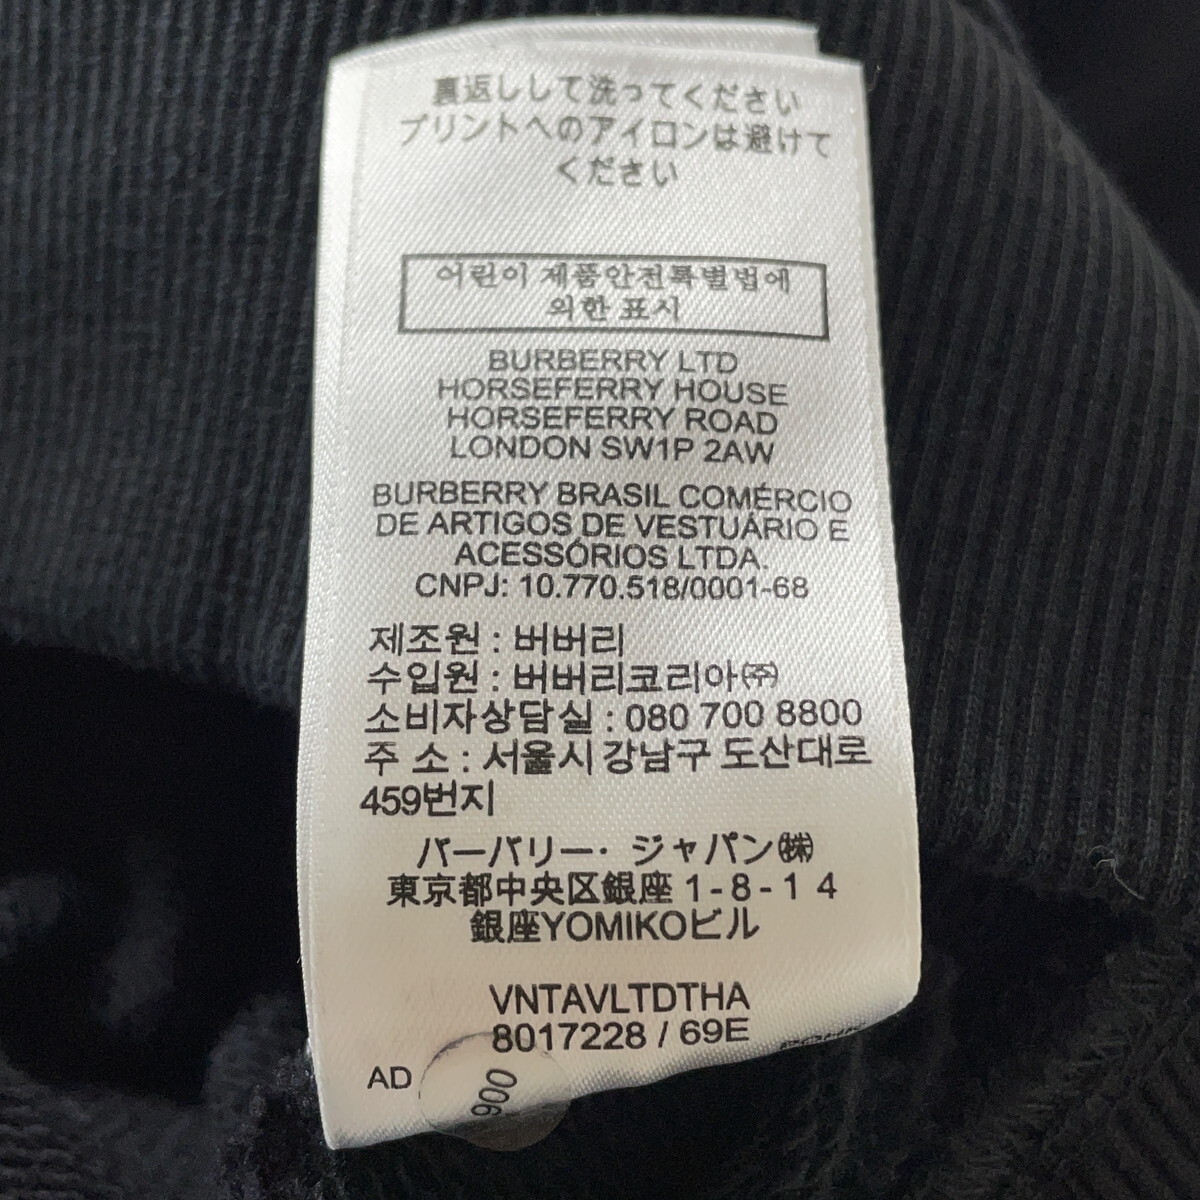 裏返しして洗ってください
プリントへのアイロンは避けて
ください
어린이 제품안전특별법에
의한 표시
BURBERRY LTD
HORSEFERRY HOUSE
HORSEFERRY ROAD
LONDON SW1P 2AW
BURBERRY BRASIL COMÉRCIO
DE ARTIGOS DE VESTUÁRIO E
ACESSÓRIOS LTDA.
CNPJ: 10.770.518/0001-68
제조원 : 버버리
수입원 : 버버리코리아㈜
소비자상담실 : 080 700 8800
주 소 : 서울시 강남구 도산대로
459번지
バーバリー・ジャパン㈱
東京都中央区銀座 1 - 8 - 1 4
銀座YOMIKOビル
VNTAVLTDTHA
8017228 / 69E
AD
900